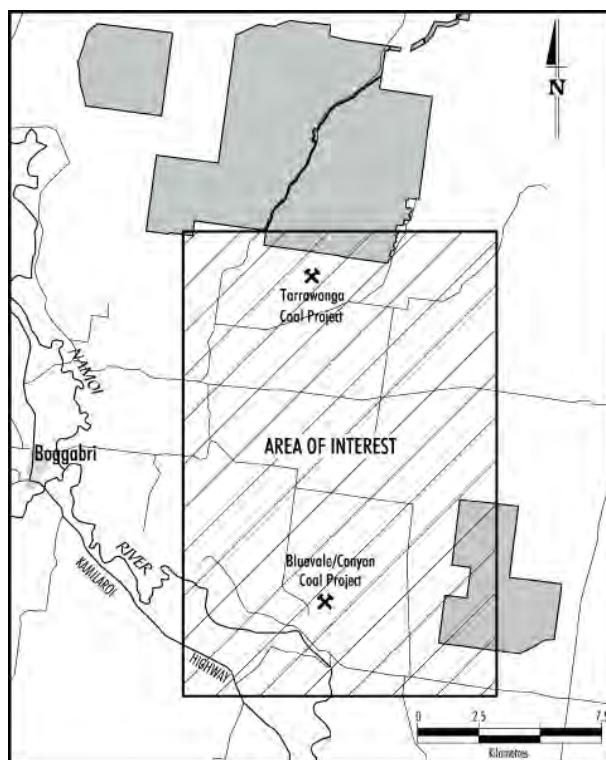 N
Tarrawonga
Coal Project
NAMOI
Boggabri
AREA OF INTEREST
RIVER
Bluevale/Canyon
Coal Project
KAMILAROI
HIGHWAY
0 2.5 7.5
Kilometres